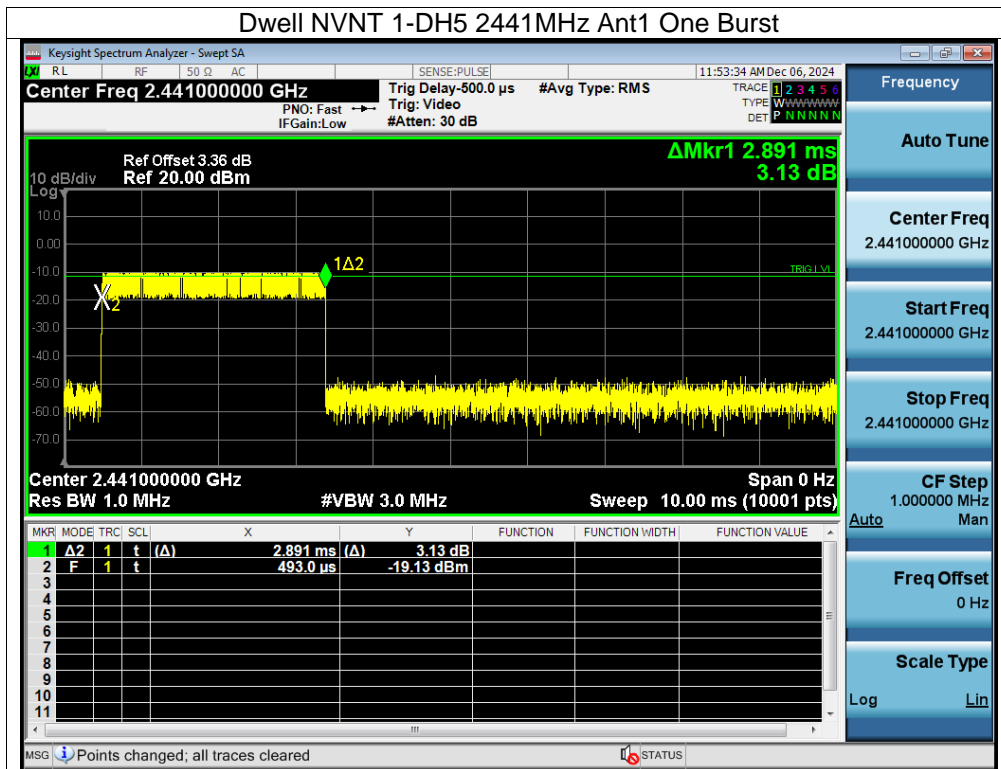 Dwell NVNT 1-DH5 2441MHz Ant1 One Burst
Keysight Spectrum Analyzer - Swept SA
LXI RL RF 50 Ω AC SENSE:PULSE 11:53:34 AM Dec 06, 2024
Center Freq 2.441000000 GHz Trig Delay-500.0 µs #Avg Type: RMS TRACE 1 2 3 4 5 6
PNO: Fast Trig: Video TYPE WWWWWWW
IFGain:Low #Atten: 30 dB DET P N N N N N
Frequency
Auto Tune
Center Freq
2.441000000 GHz
Start Freq
2.441000000 GHz
Stop Freq
2.441000000 GHz
CF Step
1.000000 MHz
Auto Man
Freq Offset
0 Hz
Scale Type
Log Lin
ΔMkr1 2.891 ms
3.13 dB
Ref Offset 3.36 dB
10 dB/div Ref 20.00 dBm
Log
10.0
0.00
-10.0
-20.0
-30.0
-40.0
-50.0
-60.0
-70.0
1Δ2
TRIG LVL
X2
Center 2.441000000 GHz Span 0 Hz
Res BW 1.0 MHz #VBW 3.0 MHz Sweep 10.00 ms (10001 pts)
MKR MODE TRC SCL X Y FUNCTION FUNCTION WIDTH FUNCTION VALUE
1 Δ2 1 t (Δ) 2.891 ms (Δ) 3.13 dB
2 F 1 t 493.0 µs -19.13 dBm
3
4
5
6
7
8
9
10
11
MSG Points changed; all traces cleared STATUS